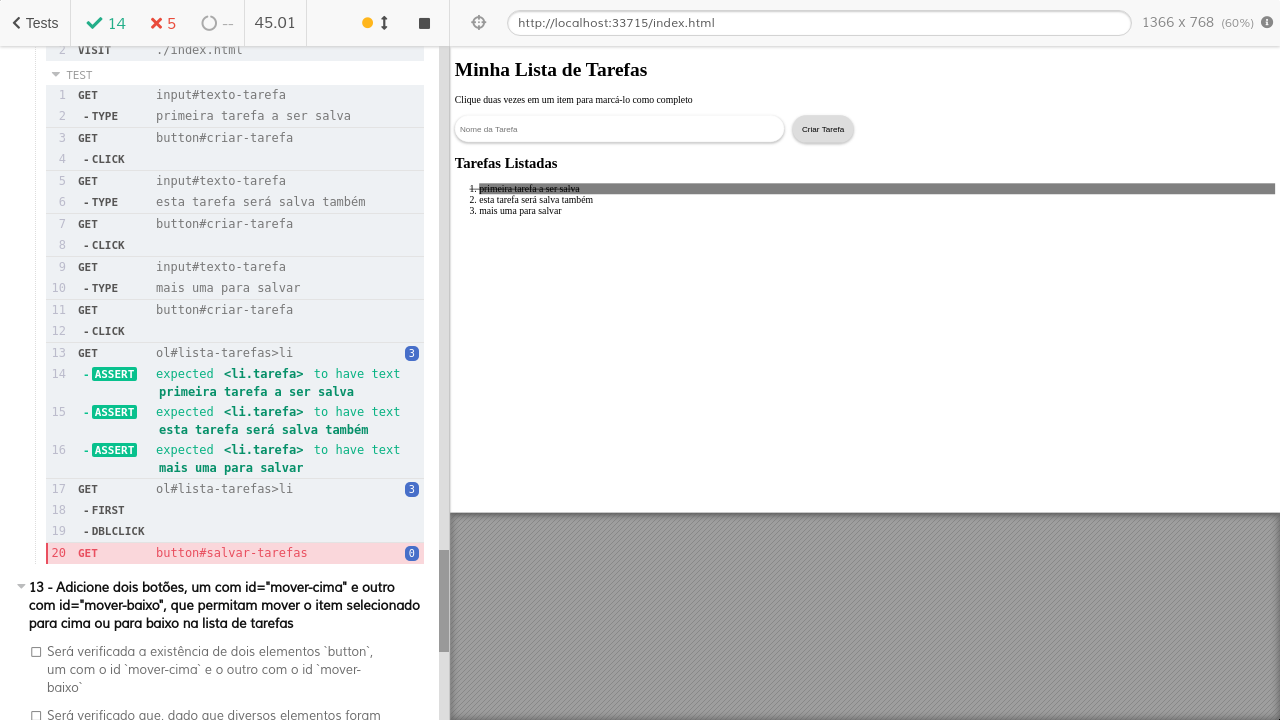 Tests 14 5 -- 45.01
2 VISIT ./index.html
TEST
1 GET input#texto-tarefa
2 -TYPE primeira tarefa a ser salva
3 GET button#criar-tarefa
4 -CLICK
5 GET input#texto-tarefa
6 -TYPE esta tarefa será salva também
7 GET button#criar-tarefa
8 -CLICK
9 GET input#texto-tarefa
10 -TYPE mais uma para salvar
11 GET button#criar-tarefa
12 -CLICK
13 GET ol#lista-tarefas>li 3
14 -ASSERT expected <li.tarefa> to have text
primeira tarefa a ser salva
15 -ASSERT expected <li.tarefa> to have text
esta tarefa será salva também
16 -ASSERT expected <li.tarefa> to have text
mais uma para salvar
17 GET ol#lista-tarefas>li 3
18 -FIRST
19 -DBLCLICK
20 GET button#salvar-tarefas 0
13 - Adicione dois botões, um com id="mover-cima" e outro
com id="mover-baixo", que permitam mover o item selecionado
para cima ou para baixo na lista de tarefas
Será verificada a existência de dois elementos `button`,
um com o id `mover-cima` e o outro com o id `mover-
baixo`
Será verificado que, dado que diversos elementos foram
http://localhost:33715/index.html 1366 x 768 (60%)
Minha Lista de Tarefas
Clique duas vezes em um item para marcá-lo como completo
Nome da Tarefa Criar Tarefa
Tarefas Listadas
1. primeira tarefa a ser salva
2. esta tarefa será salva também
3. mais uma para salvar